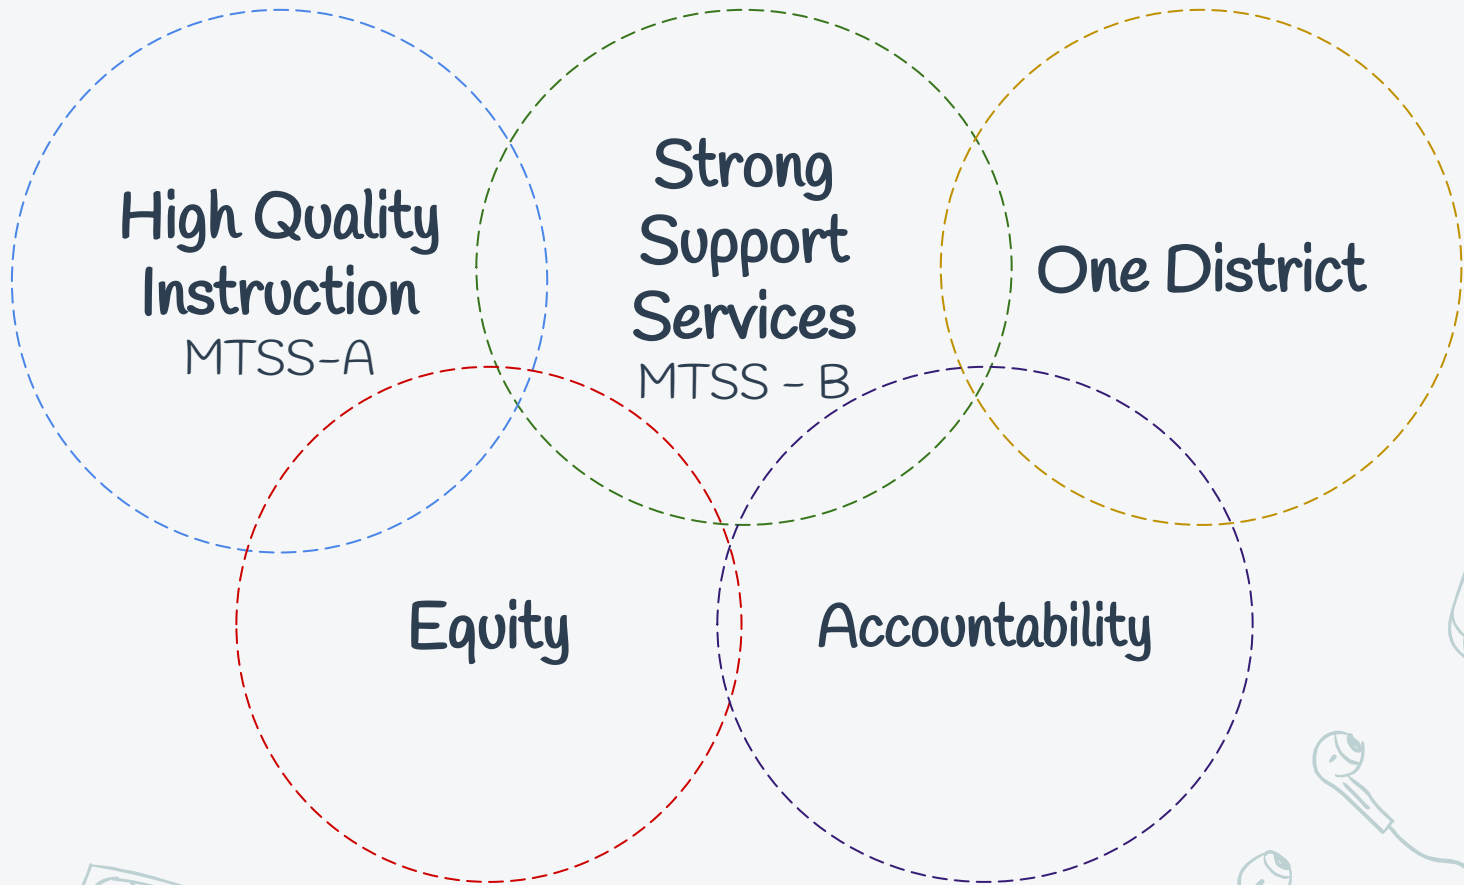 High Quality
Instruction
MTSS-A
Strong
Support
Services
MTSS - B
One District
Equity
Accountability